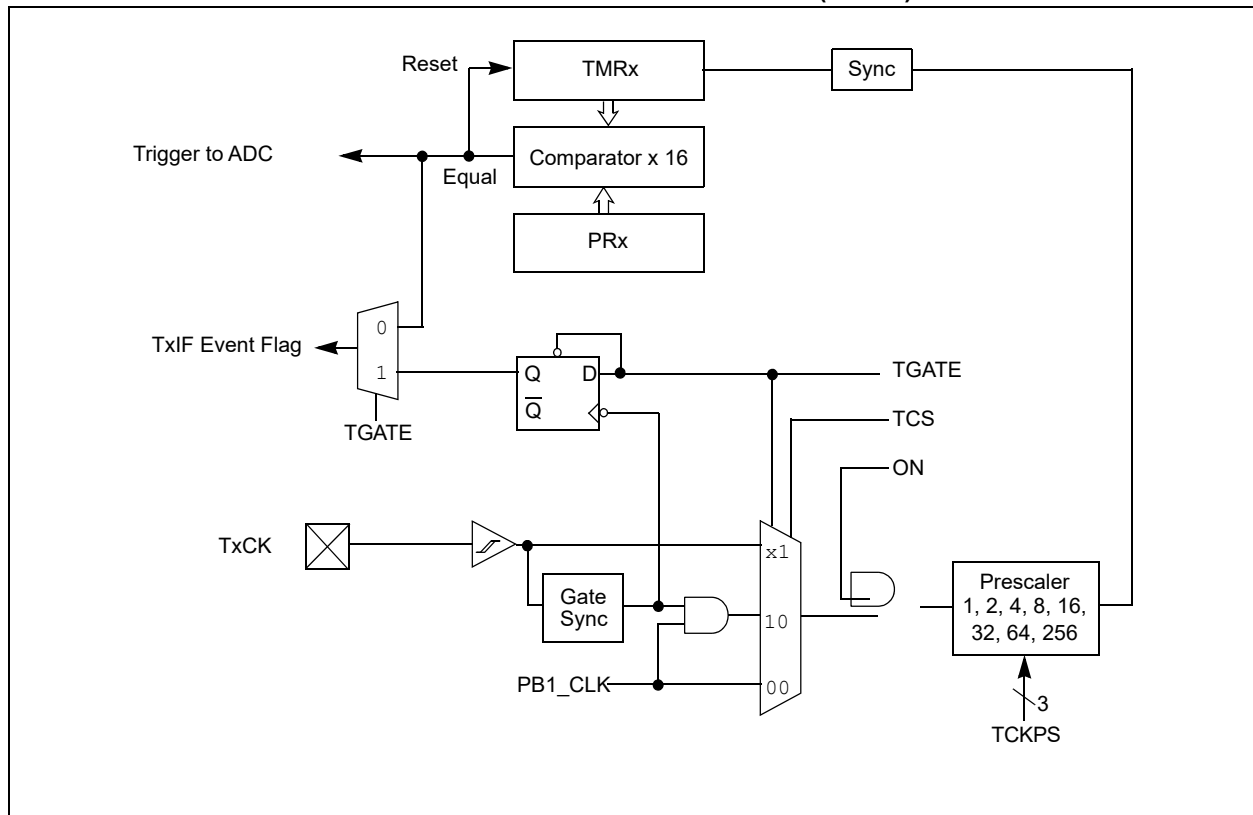 Reset
TMRx
Sync
Trigger to ADC
Equal
Comparator x 16
PRx
0
TxIF Event Flag
1
TGATE
Q
D
Q
TGATE
TCS
ON
TxCK
x1
Gate
Sync
10
PB1_CLK
00
Prescaler
1, 2, 4, 8, 16,
32, 64, 256
3
TCKPS